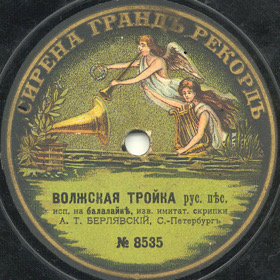 СИРЕНА ГРАНДЪ РЕКОРДЪ
ВОЛЖСКАЯ ТРОЙКА рус. пѣс.
исп. на балалайкѣ, изв. имитат. скрипки
А. Т. БЕРЛЯВСКІЙ, С.-Петербургъ
№ 8535